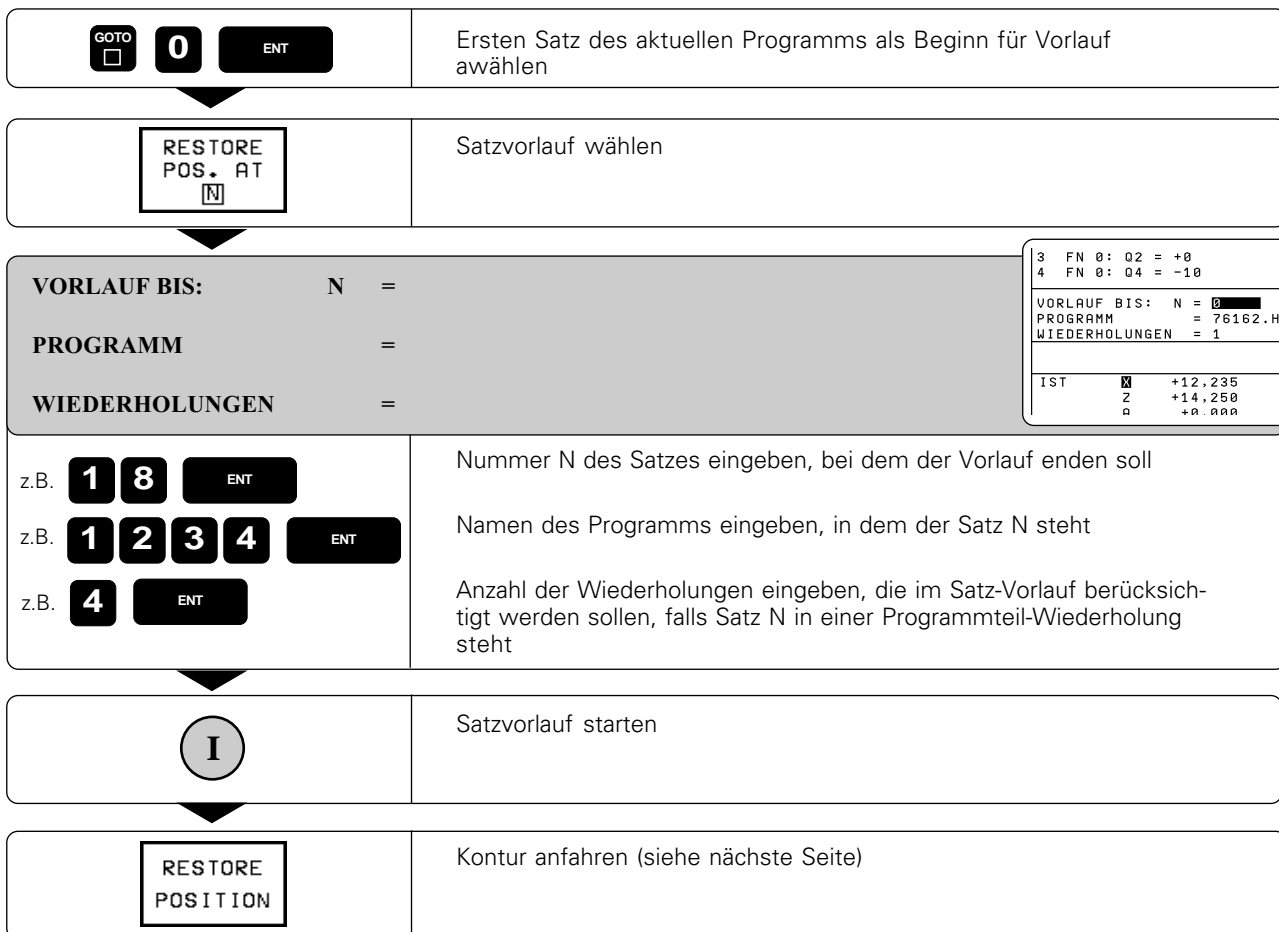 GOTO 0 ENT
Ersten Satz des aktuellen Programms als Beginn für Vorlauf
awählen
RESTORE
POS. AT
N
Satzvorlauf wählen
VORLAUF BIS: N =
PROGRAMM =
WIEDERHOLUNGEN =
3 FN 0: Q2 = +0
4 FN 0: Q4 = -10
VORLAUF BIS: N = 0
PROGRAMM = 76162.H
WIEDERHOLUNGEN = 1
IST X +12,235
Z +14,250
A +0,000
z.B. 1 8 ENT
Nummer N des Satzes eingeben, bei dem der Vorlauf enden soll
z.B. 1 2 3 4 ENT
Namen des Programms eingeben, in dem der Satz N steht
z.B. 4 ENT
Anzahl der Wiederholungen eingeben, die im Satz-Vorlauf berücksich-
tigt werden sollen, falls Satz N in einer Programmteil-Wiederholung
steht
I
Satzvorlauf starten
RESTORE
POSITION
Kontur anfahren (siehe nächste Seite)